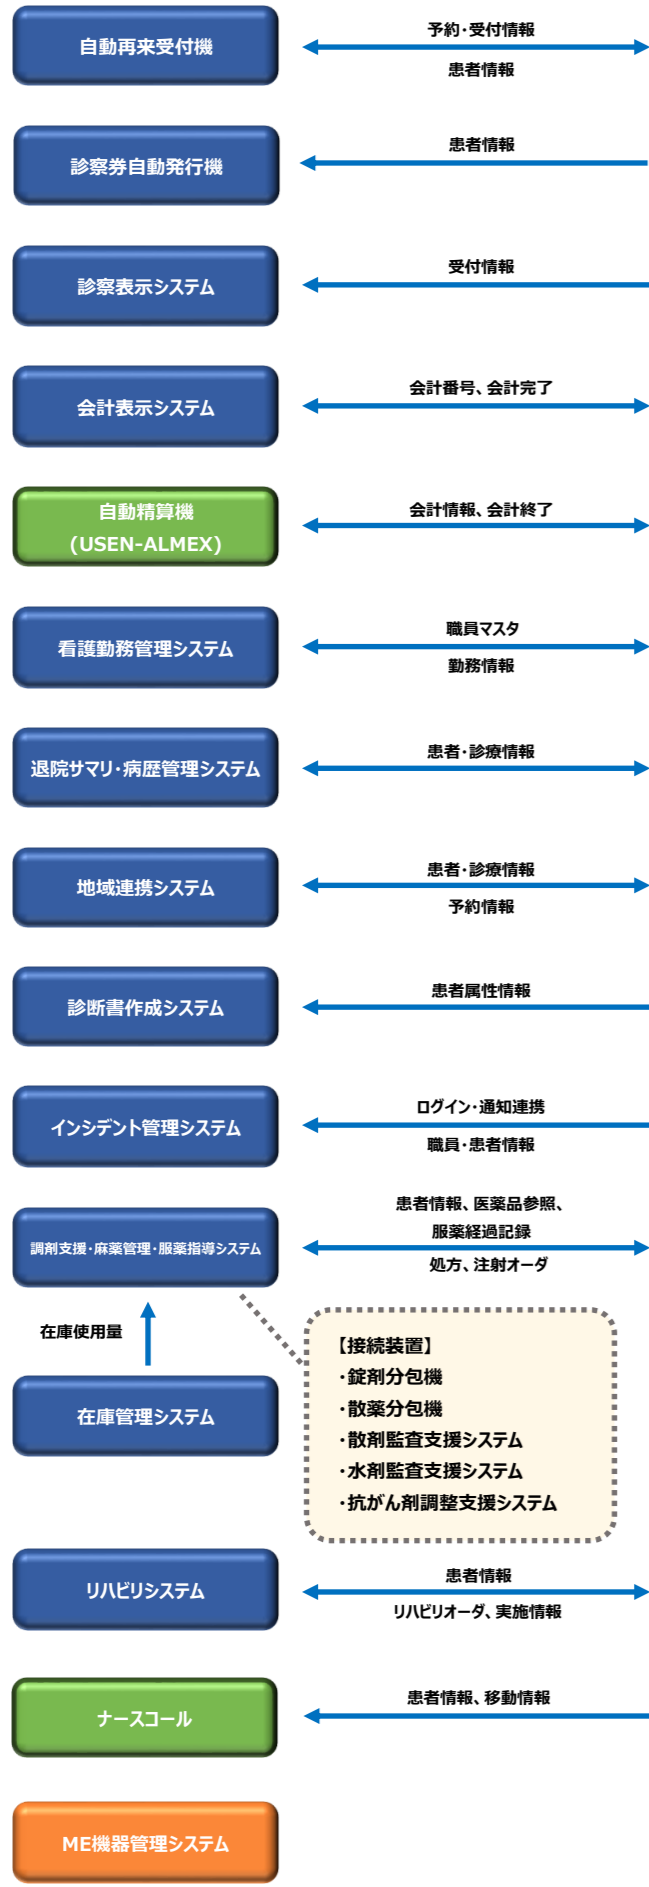 自動再来受付機
予約・受付情報
患者情報
診察券自動発行機
患者情報
診察表示システム
受付情報
会計表示システム
会計番号、会計完了
自動精算機
(USEN-ALMEX)
会計情報、会計終了
看護勤務管理システム
職員マスタ
勤務情報
退院サマリ・病歴管理システム
患者・診療情報
地域連携システム
患者・診療情報
予約情報
診断書作成システム
患者属性情報
インシデント管理システム
ログイン・通知連携
職員・患者情報
調剤支援・麻薬管理・服薬指導システム
患者情報、医薬品参照、
服薬経過記録
処方、注射オーダ
在庫使用量
在庫管理システム
【接続装置】
・錠剤分包機
・散薬分包機
・散剤監査支援システム
・水剤監査支援システム
・抗がん剤調整支援システム
リハビリシステム
患者情報
リハビリオーダ、実施情報
ナースコール
患者情報、移動情報
ME機器管理システム